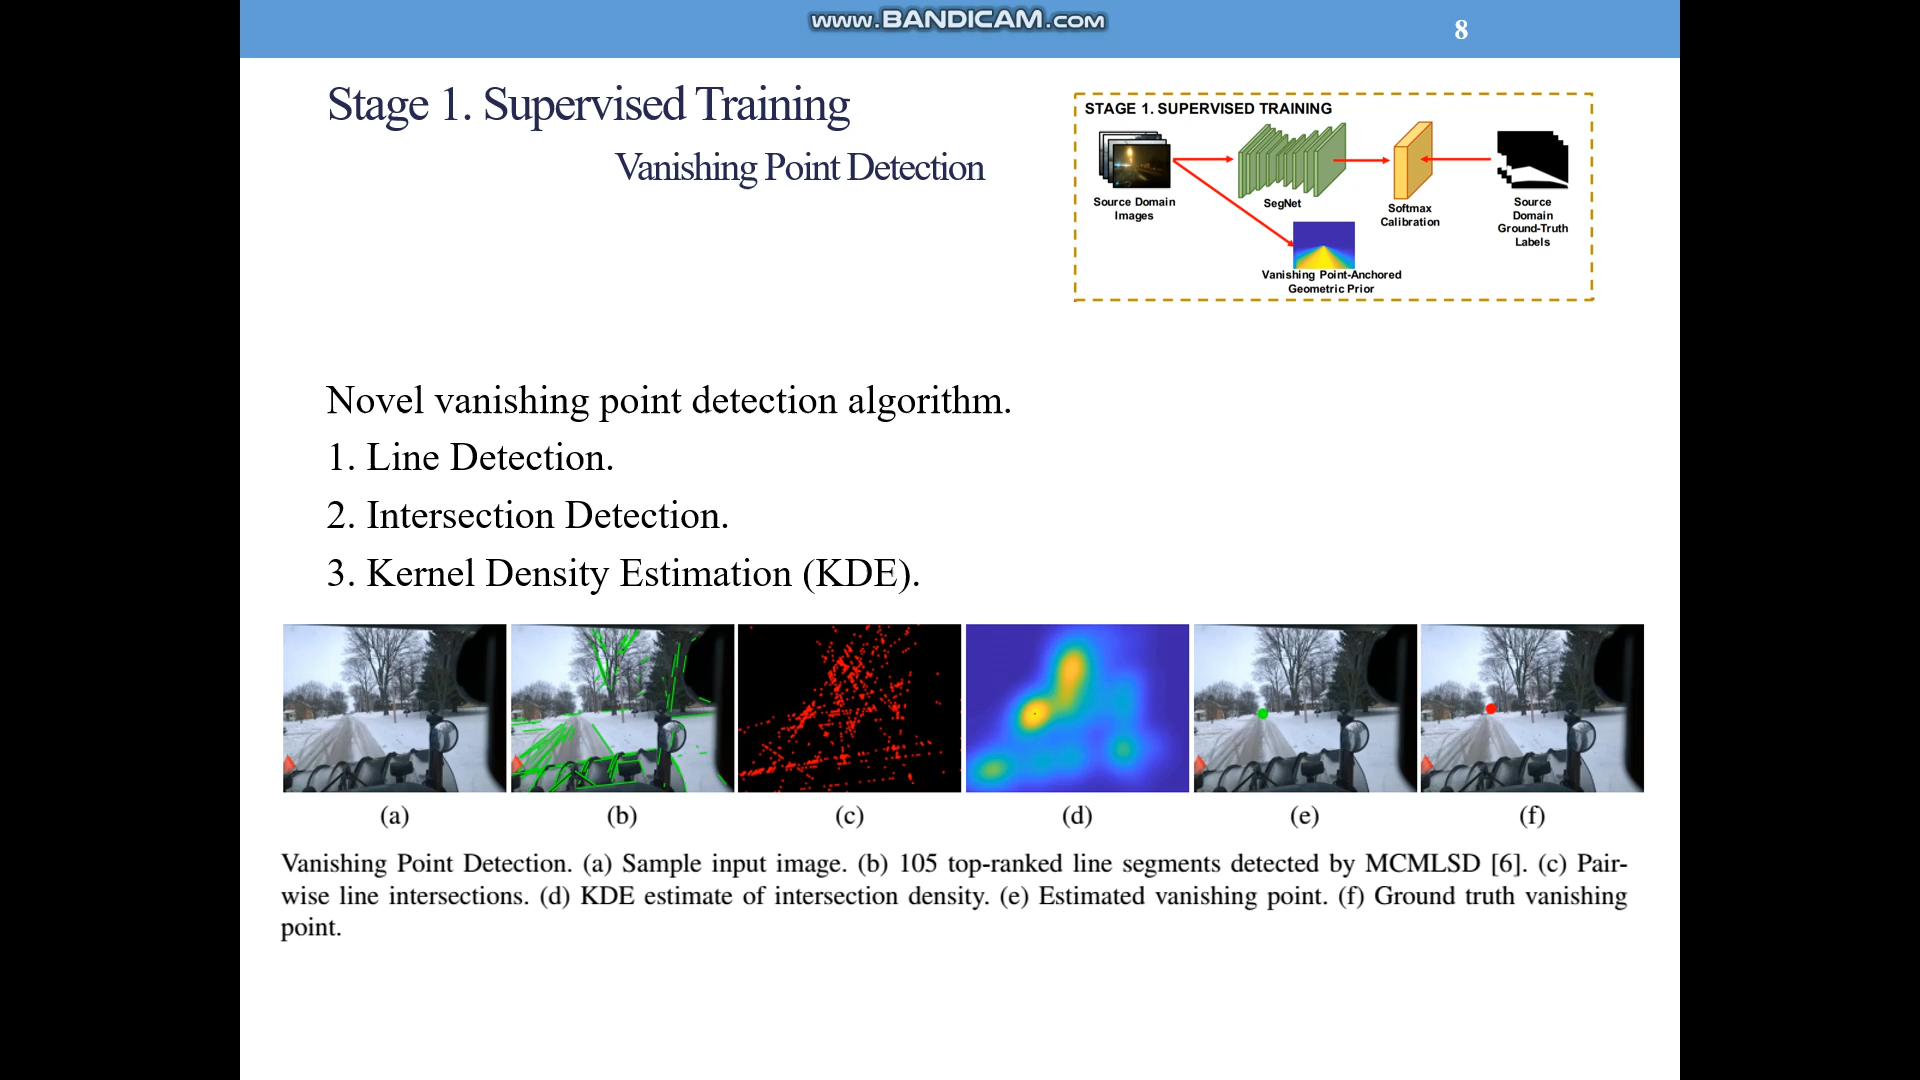 www.BANDICAM.com
8
Stage 1. Supervised Training
Vanishing Point Detection
STAGE 1. SUPERVISED TRAINING
Source Domain
Images
SegNet
Softmax
Calibration
Source
Domain
Ground-Truth
Labels
Vanishing Point-Anchored
Geometric Prior
Novel vanishing point detection algorithm.
1. Line Detection.
2. Intersection Detection.
3. Kernel Density Estimation (KDE).
(a) (b) (c) (d) (e) (f)
Vanishing Point Detection. (a) Sample input image. (b) 105 top-ranked line segments detected by MCMLSD [6]. (c) Pair-
wise line intersections. (d) KDE estimate of intersection density. (e) Estimated vanishing point. (f) Ground truth vanishing
point.